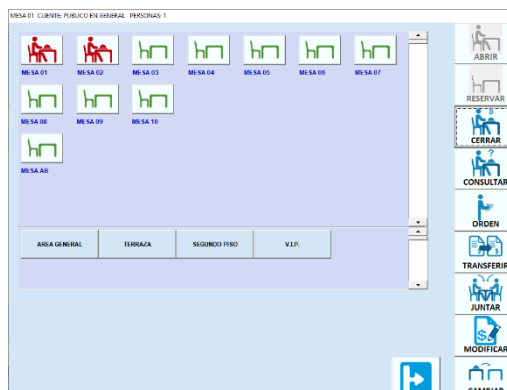 MESA 01 CLIENTE: PUBLICO EN GENERAL PERSONAS: 1
MESA 01 MESA 02 MESA 03 MESA 04 MESA 05 MESA 06 MESA 07
MESA 08 MESA 09 MESA 10
MESA AB
AREA GENERAL TERRAZA SEGUNDO PISO V.I.P.
ABRIR
RESERVAR
$
CERRAR
?
CONSULTAR
ORDEN
$
TRANSFERIR
JUNTAR
$
MODIFICAR
CAMBIAR